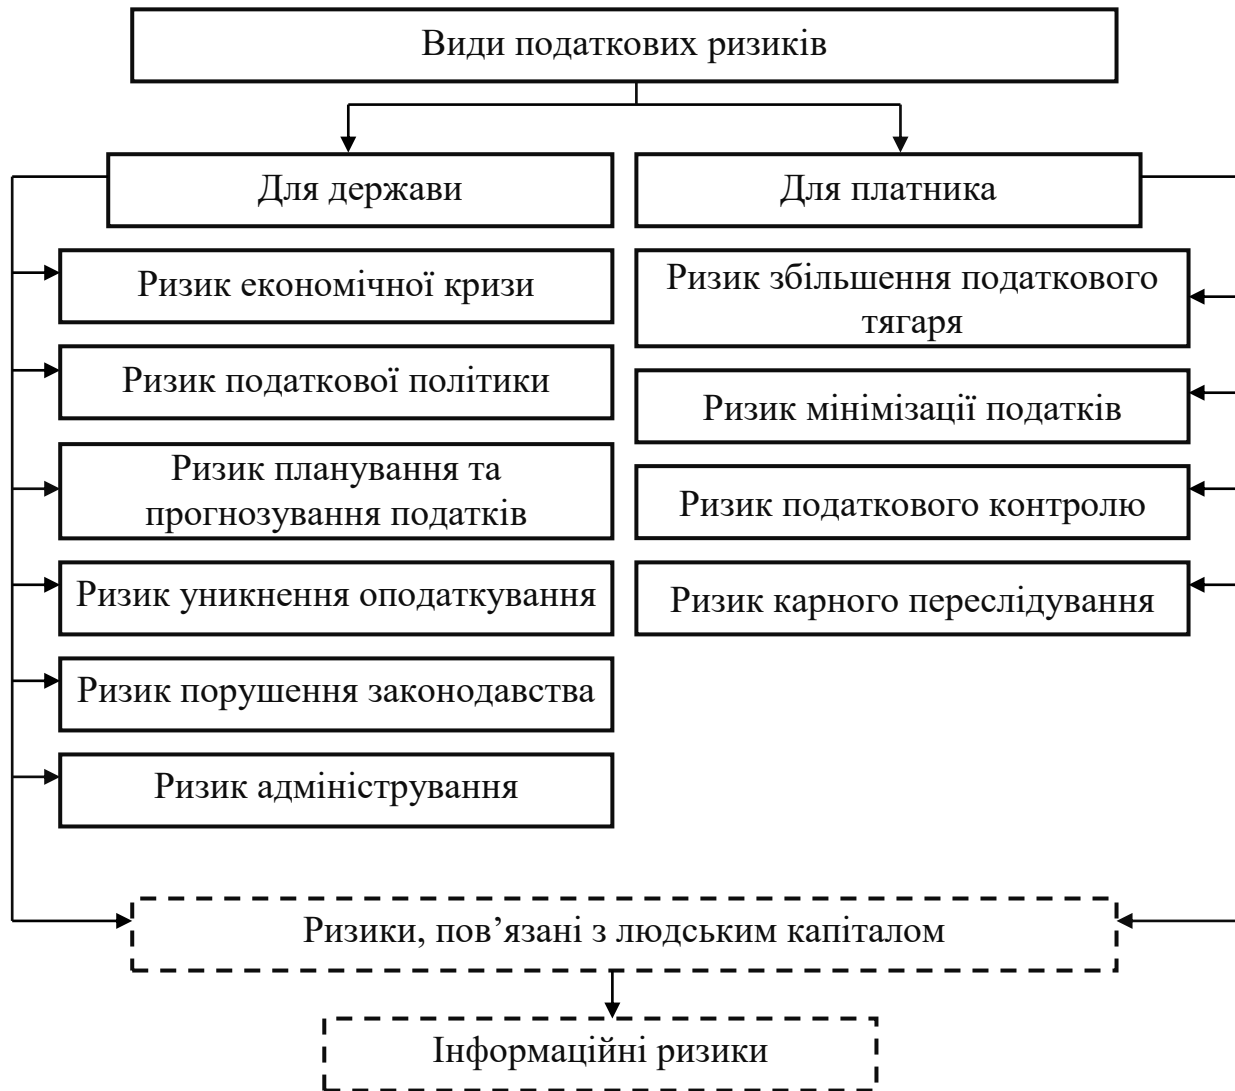 Види податкових ризиків
Для держави
Ризик економічної кризи
Ризик податкової політики
Ризик планування та
прогнозування податків
Ризик уникнення оподаткування
Ризик порушення законодавства
Ризик адміністрування
Для платника
Ризик збільшення податкового
тягаря
Ризик мінімізації податків
Ризик податкового контролю
Ризик карного переслідування
Ризики, пов’язані з людським капіталом
Інформаційні ризики